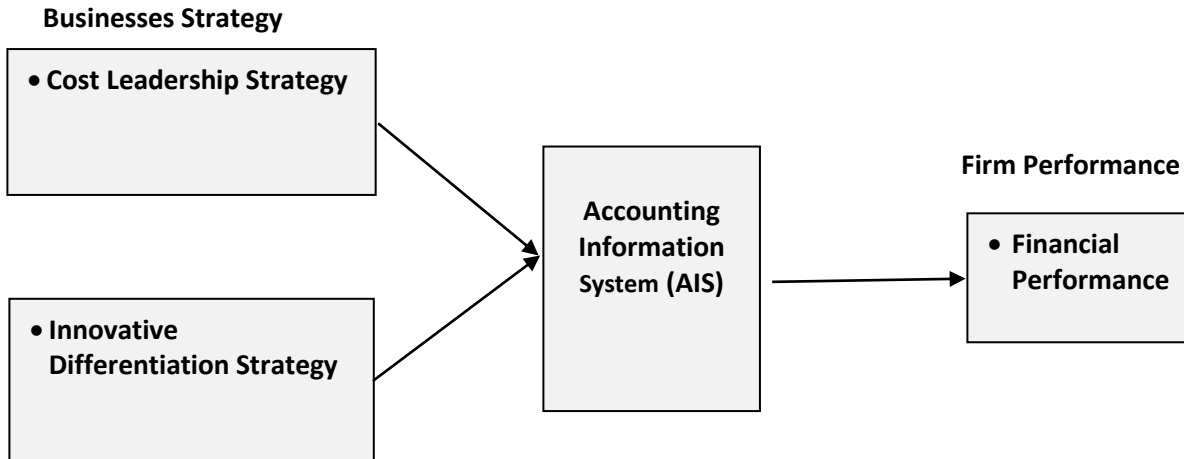 Businesses Strategy
• Cost Leadership Strategy
Firm Performance
Accounting
Information
System (AIS)
• Financial
Performance
• Innovative
Differentiation Strategy